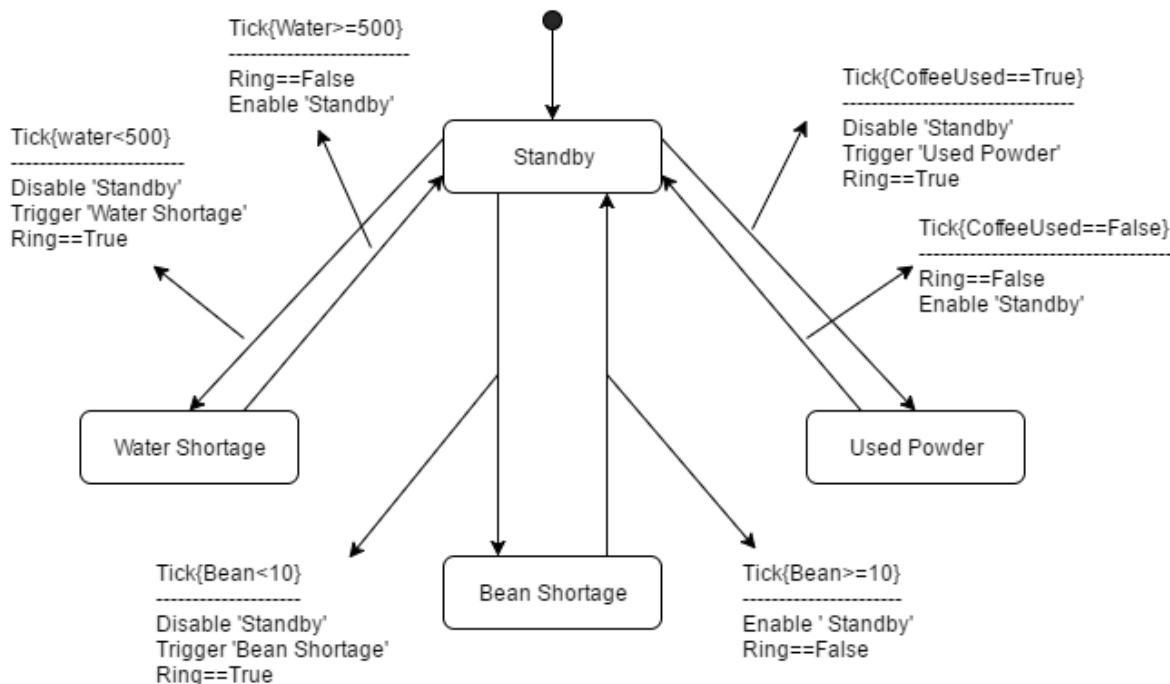 Tick{Water>=500}
-------------------------
Ring==False
Enable 'Standby'
Tick{CoffeeUsed==True}
--------------------------------
Disable 'Standby'
Trigger 'Used Powder'
Ring==True
Tick{water<500}
------------------------
Disable 'Standby'
Trigger 'Water Shortage'
Ring==True
Standby
Tick{CoffeeUsed==False}
-----------------------------------
Ring==False
Enable 'Standby'
Water Shortage
Used Powder
Tick{Bean<10}
--------------------
Disable 'Standby'
Trigger 'Bean Shortage'
Ring==True
Bean Shortage
Tick{Bean>=10}
----------------------
Enable ' Standby'
Ring==False